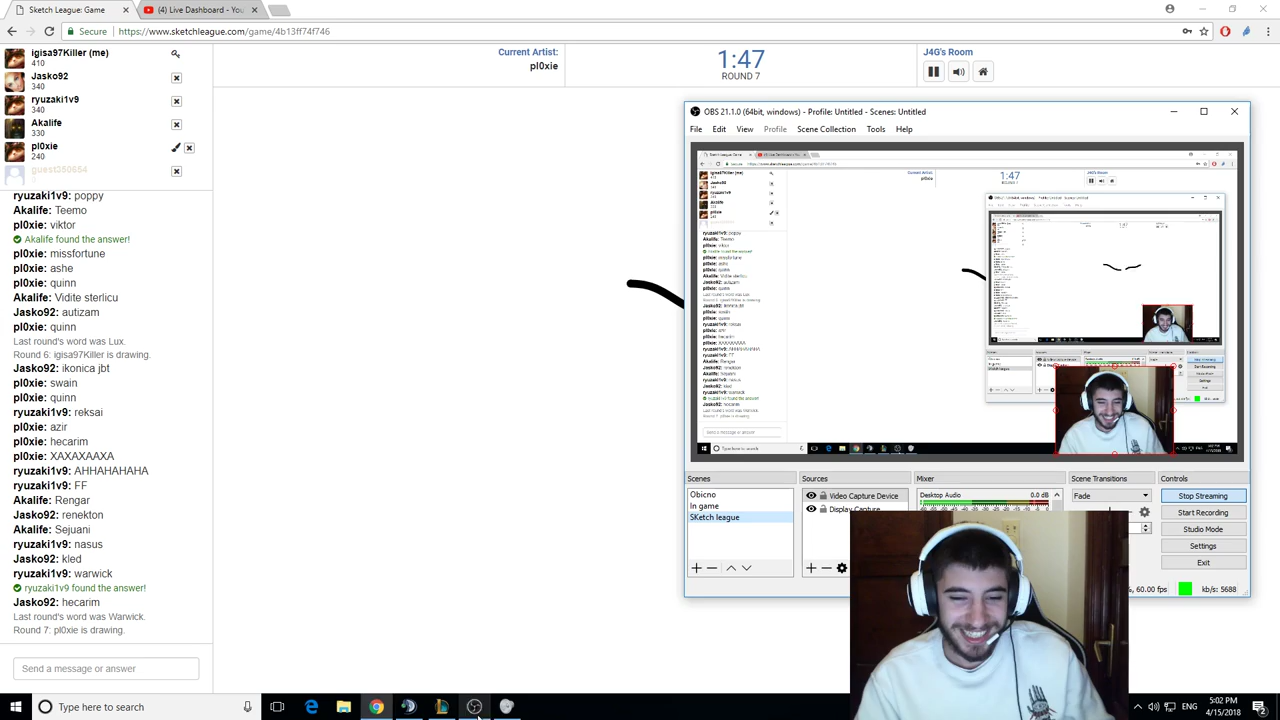 Sketch League: Game
(4) Live Dashboard - You
Secure
https://www.sketchleague.com/game/4b13ff74f746
igisa97Killer (me)
410
Jasko92
340
ryuzaki1v9
340
Akalife
330
pl0xie
240
Current Artist:
pl0xie
1:47
ROUND 7
J4G's Room
ryuzaki1v9: poppy
Akalife: Teemo
pl0xie: viktor
Akalife found the answer!
pl0xie: missfortune
pl0xie: ashe
pl0xie: quinn
Akalife: Vidite sterlicu
Jasko92: autizam
pl0xie: quinn
Last round's word was Lux.
Round 6: igisa97Killer is drawing.
Jasko92: ikonica jbt
pl0xie: swain
pl0xie: quinn
ryuzaki1v9: reksai
pl0xie: azir
pl0xie: hecarim
pl0xie: XAXAXAXAXA
ryuzaki1v9: AHHAHAHAHA
ryuzaki1v9: FF
Akalife: Rengar
Jasko92: renekton
Akalife: Sejuani
ryuzaki1v9: nasus
Jasko92: kled
ryuzaki1v9: warwick
ryuzaki1v9 found the answer!
Jasko92: hecarim
Last round's word was Warwick.
Round 7: pl0xie is drawing.
Send a message or answer
OBS 21.1.0 (64bit, windows) - Profile: Untitled - Scenes: Untitled
File Edit View Profile Scene Collection Tools Help
Scenes
Obicno
In game
SKetch league
Sources
Video Capture Device
Display Capture
Mixer
Desktop Audio
0.0 dB
Scene Transitions
Fade
Controls
Stop Streaming
Start Recording
Studio Mode
Settings
Exit
%, 60.00 fps
kb/s: 5688
Type here to search
ENG
5:02 PM
4/15/2018